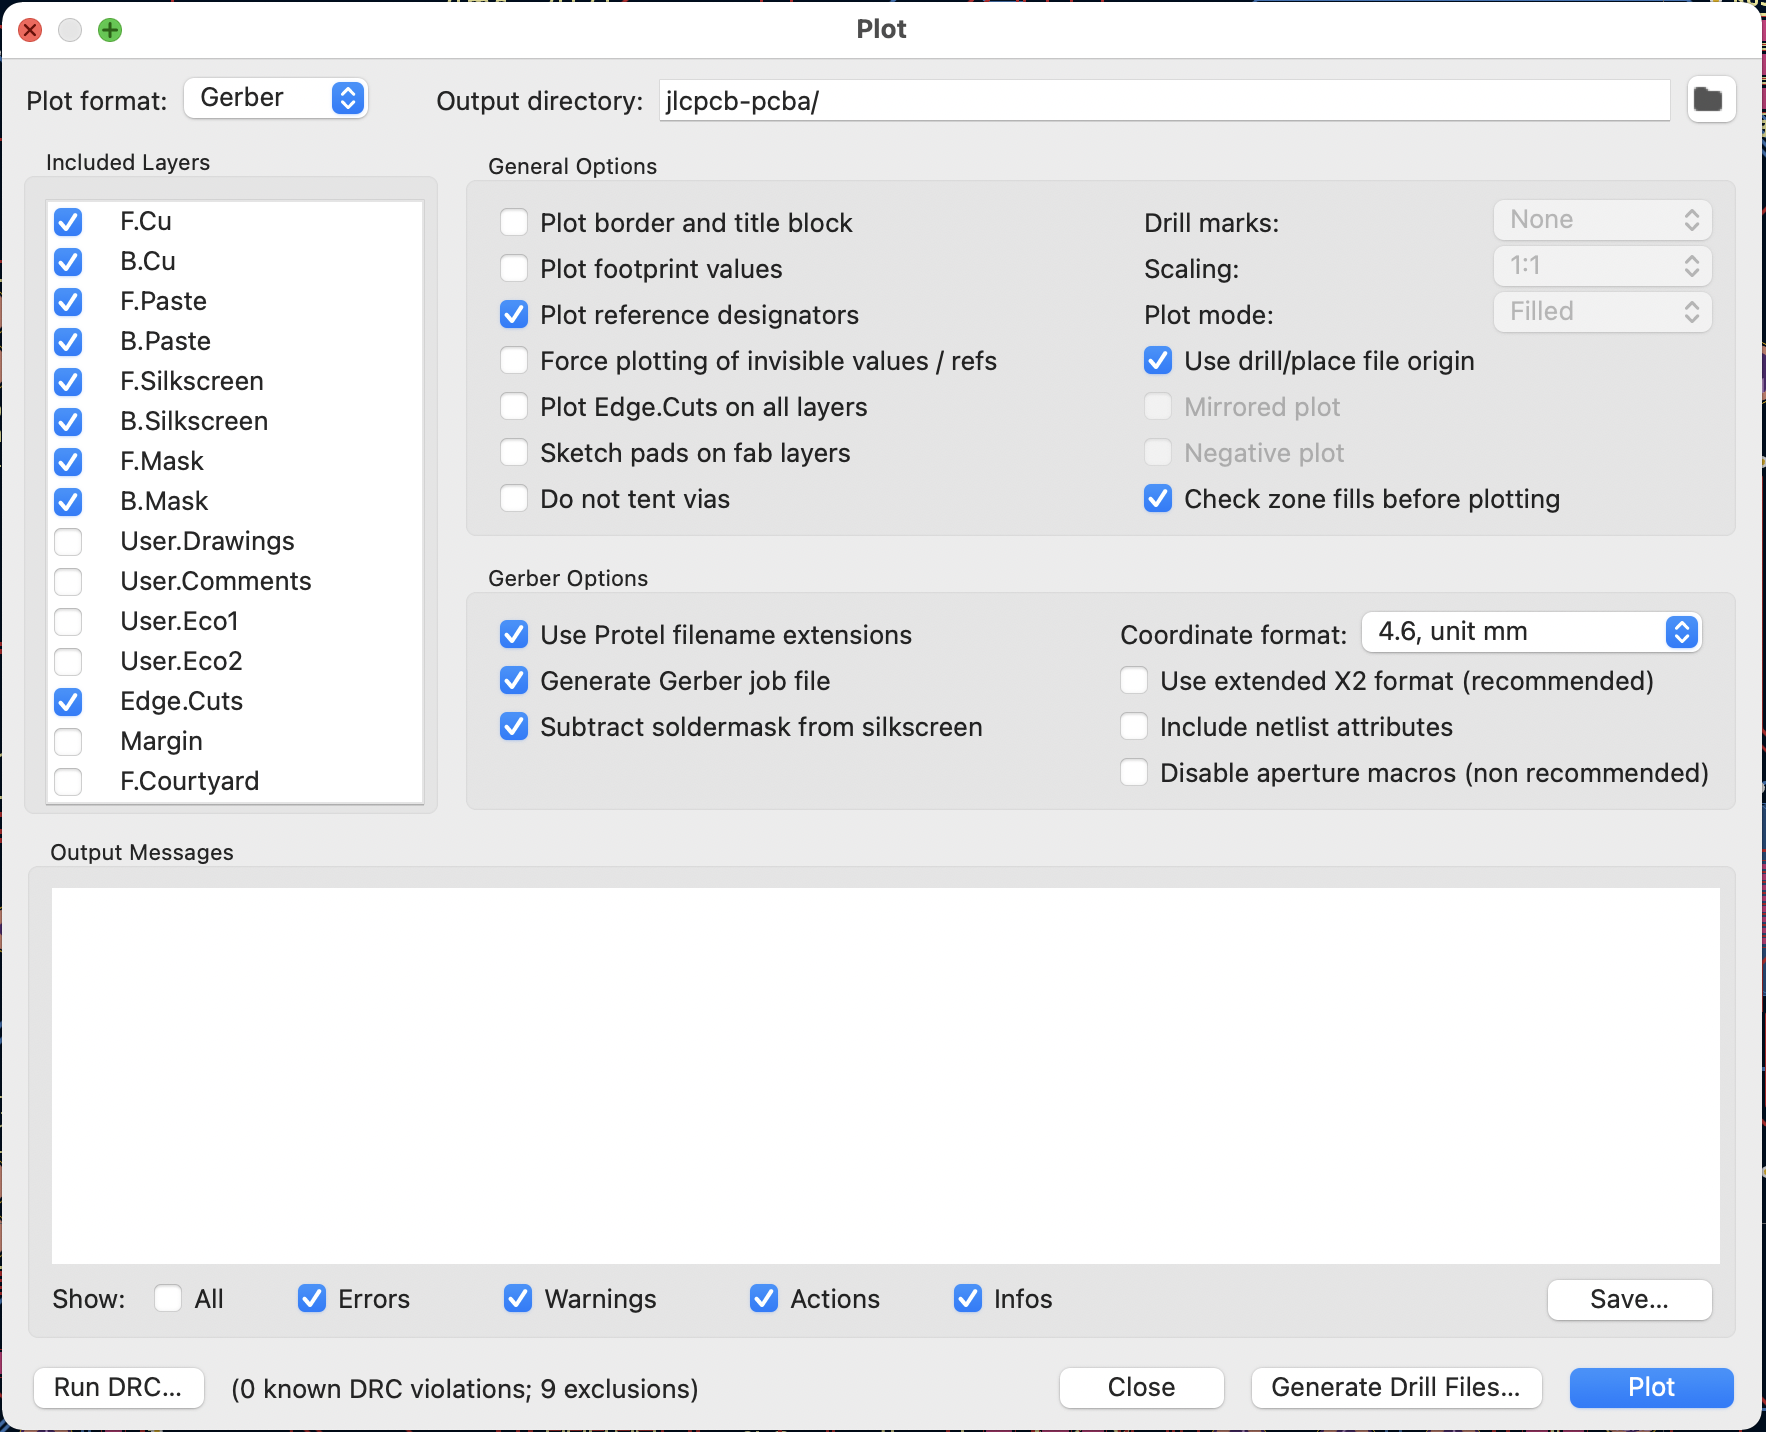 Plot
Plot format: Gerber Output directory: jlcpcb-pcba/
Included Layers
F.Cu
B.Cu
F.Paste
B.Paste
F.Silkscreen
B.Silkscreen
F.Mask
B.Mask
User.Drawings
User.Comments
User.Eco1
User.Eco2
Edge.Cuts
Margin
F.Courtyard
General Options
Plot border and title block
Plot footprint values
Plot reference designators
Force plotting of invisible values / refs
Plot Edge.Cuts on all layers
Sketch pads on fab layers
Do not tent vias
Drill marks: None
Scaling: 1:1
Plot mode: Filled
Use drill/place file origin
Mirrored plot
Negative plot
Check zone fills before plotting
Gerber Options
Use Protel filename extensions
Generate Gerber job file
Subtract soldermask from silkscreen
Coordinate format: 4.6, unit mm
Use extended X2 format (recommended)
Include netlist attributes
Disable aperture macros (non recommended)
Output Messages
Show: All Errors Warnings Actions Infos Save...
Run DRC... (0 known DRC violations; 9 exclusions) Close Generate Drill Files... Plot